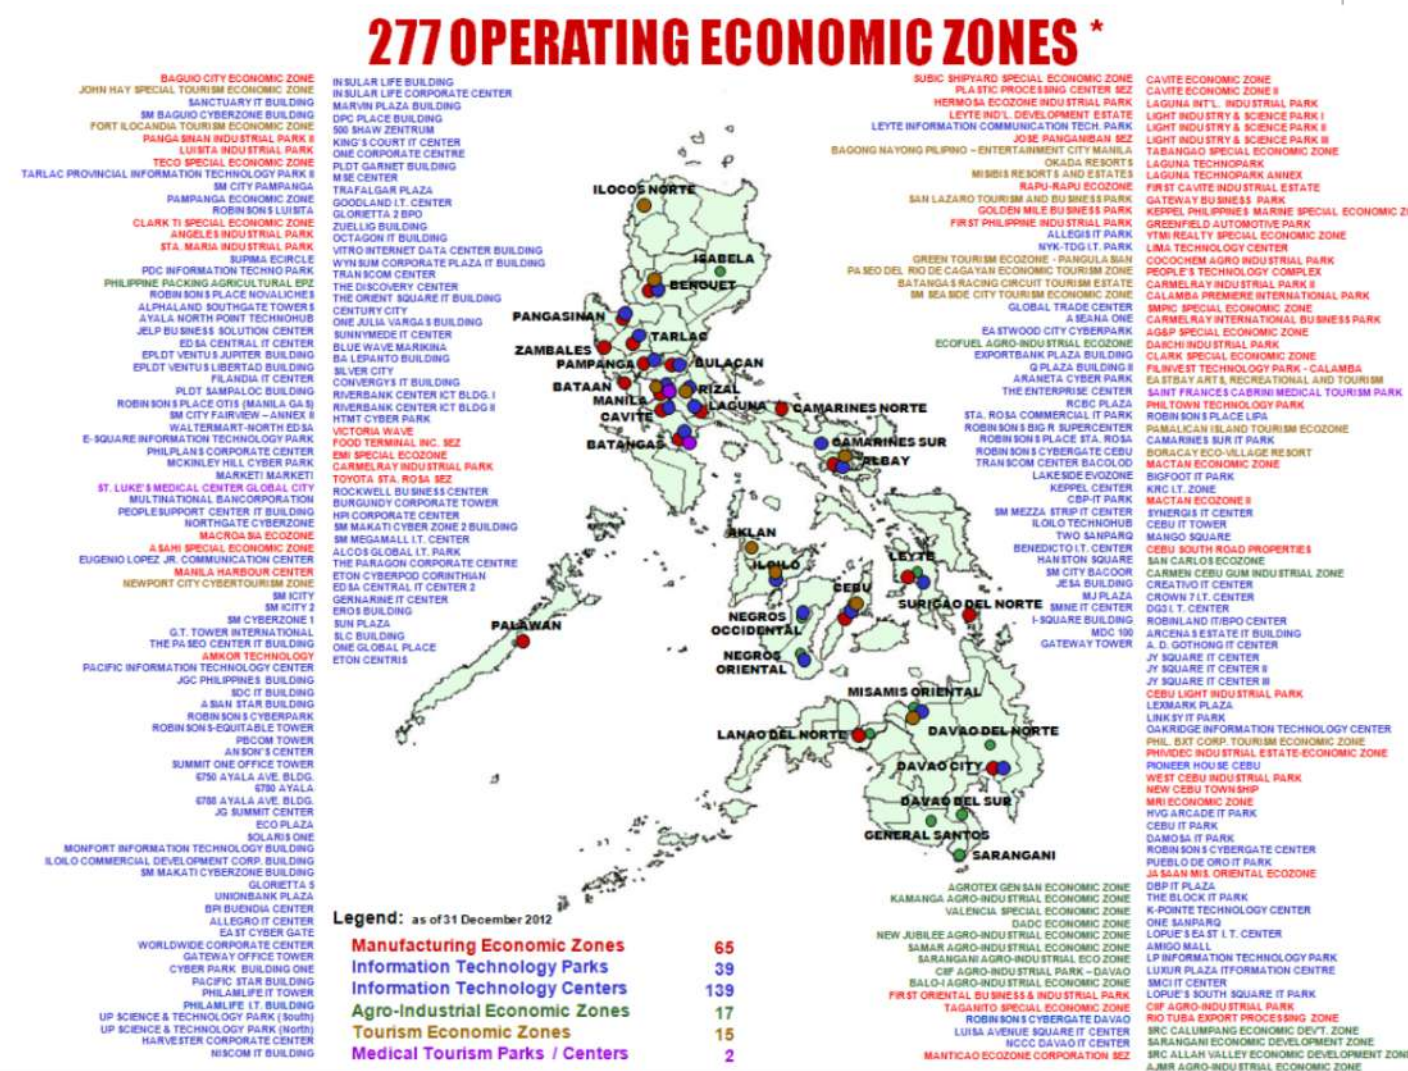 277 OPERATING ECONOMIC ZONES *
BAGUIO CITY ECONOMIC ZONE
JOHN HAY SPECIAL TOURISM ECONOMIC ZONE
SANCTUARY IT BUILDING
SM BAGUIO CYBERZONE BUILDING
FORT ILOCANDIA TOURISM ECONOMIC ZONE
PANGASINAN INDUSTRIAL PARK II
LUISITA INDUSTRIAL PARK
TECO SPECIAL ECONOMIC ZONE
TARLAC PROVINCIAL INFORMATION TECHNOLOGY PARK II
SM CITY PAMPANGA
PAMPANGA ECONOMIC ZONE
ROBINSONS LUISITA
CLARK TI SPECIAL ECONOMIC ZONE
ANGELES INDUSTRIAL PARK
STA. MARIA INDUSTRIAL PARK
SUPIMA ECIRCLE
PDC INFORMATION TECHNO PARK
PHILIPPINE PACKING AGRICULTURAL EPZ
ROBINSONS PLACE NOVALICHES
ALPHALAND SOUTHGATE TOWERS
AYALA NORTH POINT TECHNOHUB
JELP BUSINESS SOLUTION CENTER
EDSA CENTRAL IT CENTER
EPLDT VENTUS JUPITER BUILDING
EPLDT VENTUS LIBERTAD BUILDING
FILANDIA IT CENTER
PLDT SAMPALOC BUILDING
ROBINSONS PLACE OTIS (MANILA GAS)
SM CITY FAIRVIEW – ANNEX II
WALTERMART-NORTH EDSA
E-SQUARE INFORMATION TECHNOLOGY PARK
PHILPLANS CORPORATE CENTER
MCKINLEY HILL CYBER PARK
MARKET! MARKET!
ST. LUKE'S MEDICAL CENTER GLOBAL CITY
MULTINATIONAL BANCORPORATION
PEOPLESUPPORT CENTER IT BUILDING
NORTHGATE CYBERZONE
MACROASIA ECOZONE
ASAHI SPECIAL ECONOMIC ZONE
EUGENIO LOPEZ JR. COMMUNICATION CENTER
MANILA HARBOUR CENTER
NEWPORT CITY CYBERTOURISM ZONE
SM ICITY
SM ICITY 2
SM CYBERZONE 1
G.T. TOWER INTERNATIONAL
THE PASEO CENTER IT BUILDING
AMKOR TECHNOLOGY
PACIFIC INFORMATION TECHNOLOGY CENTER
JGC PHILIPPINES BUILDING
SDC IT BUILDING
ASIAN STAR BUILDING
ROBINSONS CYBERPARK
ROBINSONS-EQUITABLE TOWER
PBCOM TOWER
ANSON'S CENTER
SUMMIT ONE OFFICE TOWER
6750 AYALA AVE. BLDG.
6780 AYALA
6788 AYALA AVE. BLDG.
JG SUMMIT CENTER
ECO PLAZA
SOLARIS ONE
MONFORT INFORMATION TECHNOLOGY BUILDING
ILOILO COMMERCIAL DEVELOPMENT CORP. BUILDING
SM MAKATI CYBERZONE BUILDING
GLORIETTA 5
UNIONBANK PLAZA
BPI BUENDIA CENTER
ALLEGRO IT CENTER
EAST CYBER GATE
WORLDWIDE CORPORATE CENTER
GATEWAY OFFICE TOWER
CYBER PARK BUILDING ONE
PACIFIC STAR BUILDING
PHILAMLIFE IT TOWER
PHILAMLIFE I.T. BUILDING
UP SCIENCE & TECHNOLOGY PARK (South)
UP SCIENCE & TECHNOLOGY PARK (North)
HARVESTER CORPORATE CENTER
NISCOM IT BUILDING
INSULAR LIFE BUILDING
INSULAR LIFE CORPORATE CENTER
MARVIN PLAZA BUILDING
DPC PLACE BUILDING
500 SHAW ZENTRUM
KING'S COURT IT CENTER
ONE CORPORATE CENTRE
PLDT GARNET BUILDING
MSE CENTER
TRAFALGAR PLAZA
GOODLAND I.T. CENTER
GLORIETTA 2 BPO
ZUELLIG BUILDING
OCTAGON IT BUILDING
VITRO INTERNET DATA CENTER BUILDING
WYNSUM CORPORATE PLAZA IT BUILDING
TRANSCOM CENTER
THE DISCOVERY CENTER
THE ORIENT SQUARE IT BUILDING
CENTURY CITY
ONE JULIA VARGAS BUILDING
SUNNYMEDE IT CENTER
BLUE WAVE MARIKINA
BA LEPANTO BUILDING
SILVER CITY
CONVERGYS IT BUILDING
RIVERBANK CENTER ICT BLDG. I
RIVERBANK CENTER ICT BLDG II
HTMT CYBER PARK
VICTORIA WAVE
FOOD TERMINAL INC. SEZ
EMI SPECIAL ECOZONE
CARMELRAY INDUSTRIAL PARK
TOYOTA STA. ROSA SEZ
ROCKWELL BUSINESS CENTER
BURGUNDY CORPORATE TOWER
HPI CORPORATE CENTER
SM MAKATI CYBER ZONE 2 BUILDING
SM MEGAMALL I.T. CENTER
ALCOS GLOBAL I.T. PARK
THE PARAGON CORPORATE CENTRE
ETON CYBERPOD CORINTHIAN
EDSA CENTRAL IT CENTER 2
GERNARINE IT CENTER
EROS BUILDING
SUN PLAZA
SLC BUILDING
ONE GLOBAL PLACE
ETON CENTRIS
ILOCOS NORTE
ISABELA
BENGUET
PANGASINAN
TARLAC
ZAMBALES
PAMPANGA
BULACAN
BATAAN
RIZAL
MANILA
LAGUNA
CAMARINES NORTE
CAVITE
BATANGAS
CAMARINES SUR
ALBAY
AKLAN
ILOILO
LEYTE
CEBU
SURIGAO DEL NORTE
NEGROS
OCCIDENTAL
PALAWAN
NEGROS
ORIENTAL
MISAMIS ORIENTAL
LANAO DEL NORTE
DAVAO DEL NORTE
DAVAO CITY
DAVAO DEL SUR
GENERAL SANTOS
SARANGANI
SUBIC SHIPYARD SPECIAL ECONOMIC ZONE
PLASTIC PROCESSING CENTER SEZ
HERMOSA ECOZONE INDUSTRIAL PARK
LEYTE IND'L. DEVELOPMENT ESTATE
LEYTE INFORMATION COMMUNICATION TECH. PARK
JOSE PANGANIBAN SEZ
BAGONG NAYONG PILIPINO – ENTERTAINMENT CITY MANILA
OKADA RESORTS
MISIBIS RESORTS AND ESTATES
RAPU-RAPU ECOZONE
SAN LAZARO TOURISM AND BUSINESS PARK
GOLDEN MILE BUSINESS PARK
FIRST PHILIPPINE INDUSTRIAL PARK
ALLEGIS IT PARK
NYK-TDG I.T. PARK
GREEN TOURISM ECOZONE - PANGULASIAN
PASEO DEL RIO DE CAGAYAN ECONOMIC TOURISM ZONE
BATANGAS RACING CIRCUIT TOURISM ESTATE
SM SEASIDE CITY TOURISM ECONOMIC ZONE
GLOBAL TRADE CENTER
ASEANA ONE
EASTWOOD CITY CYBERPARK
ECOFUEL AGRO-INDUSTRIAL ECOZONE
EXPORTBANK PLAZA BUILDING
Q PLAZA BUILDING II
ARANETA CYBER PARK
THE ENTERPRISE CENTER
RCBC PLAZA
STA. ROSA COMMERCIAL IT PARK
ROBINSONS BIG R SUPERCENTER
ROBINSONS PLACE STA. ROSA
ROBINSONS CYBERGATE CEBU
TRANSCOM CENTER BACOLOD
LAKESIDE EVOZONE
KEPPEL CENTER
CBP-IT PARK
SM MEZZA STRIP IT CENTER
ILOILO TECHNOHUB
TWO SANPARQ
BENEDICTO I.T. CENTER
HANSTON SQUARE
SM CITY BACOOR
JESA BUILDING
MJ PLAZA
SMNE IT CENTER
I-SQUARE BUILDING
MDC 100
GATEWAY TOWER
AGROTEX GENSAN ECONOMIC ZONE
KAMANGA AGRO-INDUSTRIAL ECONOMIC ZONE
VALENCIA SPECIAL ECONOMIC ZONE
DADC ECONOMIC ZONE
NEW JUBILEE AGRO-INDUSTRIAL ECONOMIC ZONE
SAMAR AGRO-INDUSTRIAL ECONOMIC ZONE
SARANGANI AGRO-INDUSTRIAL ECO ZONE
CIIF AGRO-INDUSTRIAL PARK – DAVAO
BALO-I AGRO-INDUSTRIAL ECONOMIC ZONE
FIRST ORIENTAL BUSINESS & INDUSTRIAL PARK
TAGANITO SPECIAL ECONOMIC ZONE
ROBINSONS CYBERGATE DAVAO
LUISA AVENUE SQUARE IT CENTER
NCCC DAVAO IT CENTER
MANTICAO ECOZONE CORPORATION SEZ
CAVITE ECONOMIC ZONE
CAVITE ECONOMIC ZONE II
LAGUNA INT'L. INDUSTRIAL PARK
LIGHT INDUSTRY & SCIENCE PARK I
LIGHT INDUSTRY & SCIENCE PARK II
LIGHT INDUSTRY & SCIENCE PARK III
TABANGAO SPECIAL ECONOMIC ZONE
LAGUNA TECHNOPARK
LAGUNA TECHNOPARK ANNEX
FIRST CAVITE INDUSTRIAL ESTATE
GATEWAY BUSINESS PARK
KEPPEL PHILIPPINES MARINE SPECIAL ECONOMIC
GREENFIELD AUTOMOTIVE PARK
YTMI REALTY SPECIAL ECONOMIC ZONE
LIMA TECHNOLOGY CENTER
COCOCHEM AGRO INDUSTRIAL PARK
PEOPLE'S TECHNOLOGY COMPLEX
CARMELRAY INDUSTRIAL PARK II
CALAMBA PREMIERE INTERNATIONAL PARK
SMPIC SPECIAL ECONOMIC ZONE
CARMELRAY INTERNATIONAL BUSINESS PARK
AG&P SPECIAL ECONOMIC ZONE
DAIICHI INDUSTRIAL PARK
CLARK SPECIAL ECONOMIC ZONE
FILINVEST TECHNOLOGY PARK - CALAMBA
EASTBAY ARTS, RECREATIONAL AND TOURISM
SAINT FRANCES CABRINI MEDICAL TOURISM PARK
PHILTOWN TECHNOLOGY PARK
ROBINSONS PLACE LIPA
PAMALICAN ISLAND TOURISM ECOZONE
CAMARINES SUR IT PARK
BORACAY ECO-VILLAGE RESORT
MACTAN ECONOMIC ZONE
BIGFOOT IT PARK
KRC I.T. ZONE
MACTAN ECOZONE II
SYNERGIS IT CENTER
CEBU IT TOWER
MANGO SQUARE
CEBU SOUTH ROAD PROPERTIES
SAN CARLOS ECOZONE
CARMEN CEBU GUM INDUSTRIAL ZONE
CREATIVO IT CENTER
CROWN 7 I.T. CENTER
DG3 I. T. CENTER
ROBINLAND IT/BPO CENTER
ARCENAS ESTATE IT BUILDING
A. D. GOTHONG IT CENTER
JY SQUARE IT CENTER
JY SQUARE IT CENTER II
JY SQUARE IT CENTER III
CEBU LIGHT INDUSTRIAL PARK
LEXMARK PLAZA
LINKSY IT PARK
OAKRIDGE INFORMATION TECHNOLOGY CENTER
PHIL. BXT CORP. TOURISM ECONOMIC ZONE
PHIVIDEC INDUSTRIAL ESTATE-ECONOMIC ZONE
PIONEER HOUSE CEBU
WEST CEBU INDUSTRIAL PARK
NEW CEBU TOWNSHIP
MRI ECONOMIC ZONE
HVG ARCADE IT PARK
CEBU IT PARK
DAMOSA IT PARK
ROBINSONS CYBERGATE CENTER
PUEBLO DE ORO IT PARK
JASAAN MIS. ORIENTAL ECOZONE
DBP IT PLAZA
THE BLOCK IT PARK
K-POINTE TECHNOLOGY CENTER
ONE SANPARQ
LOPUE'S EAST I. T. CENTER
AMIGO MALL
LP INFORMATION TECHNOLOGY PARK
LUXUR PLAZA ITFORMATION CENTRE
SMCI IT CENTER
LOPUE'S SOUTH SQUARE IT PARK
CIIF AGRO-INDUSTRIAL PARK
RIO TUBA EXPORT PROCESSING ZONE
SRC CALUMPANG ECONOMIC DEV'T. ZONE
SARANGANI ECONOMIC DEVELOPMENT ZONE
SRC ALLAH VALLEY ECONOMIC DEVELOPMENT ZONE
AJMR AGRO-INDUSTRIAL ECONOMIC ZONE
Legend: as of 31 December 2012
Manufacturing Economic Zones 65
Information Technology Parks 39
Information Technology Centers 139
Agro-Industrial Economic Zones 17
Tourism Economic Zones 15
Medical Tourism Parks / Centers 2